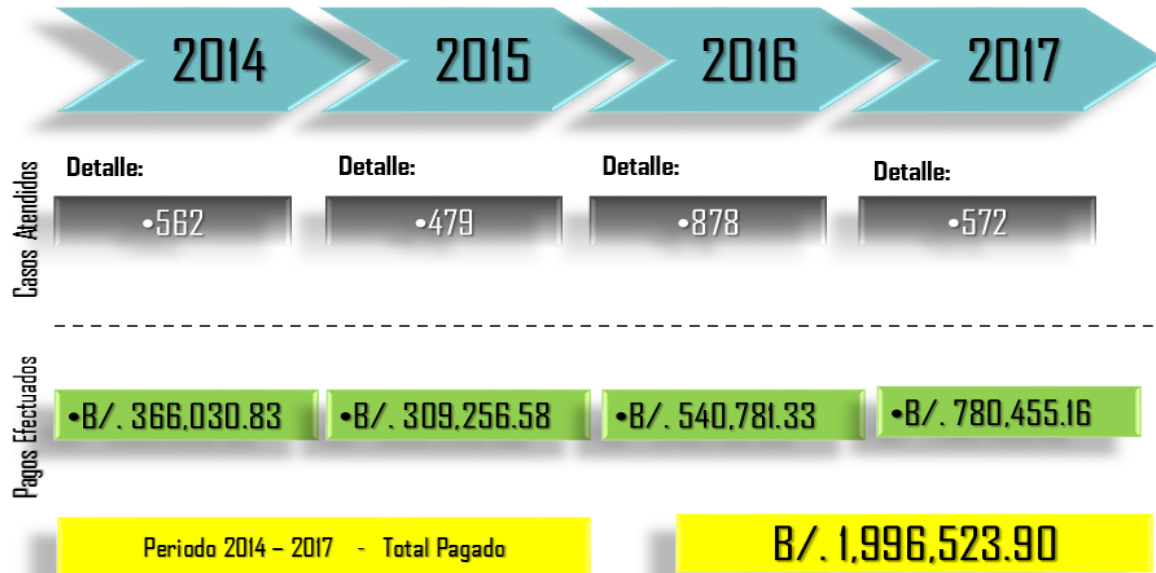 2014 2015 2016 2017
Casos Atendidos
Detalle: Detalle: Detalle: Detalle:
•562 •479 •878 •572
Pagos Efectuados
•B/. 366,030.83 •B/. 309,256.58 •B/. 540,781.33 •B/. 780,455.16
Periodo 2014 – 2017 - Total Pagado B/. 1,996,523.90